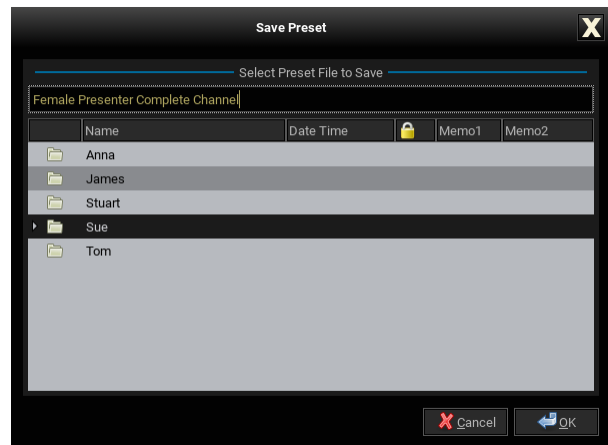 Save Preset
X
Select Preset File to Save
Female Presenter Complete Channel
Name Date Time Memo1 Memo2
Anna
James
Stuart
Sue
Tom
Cancel OK